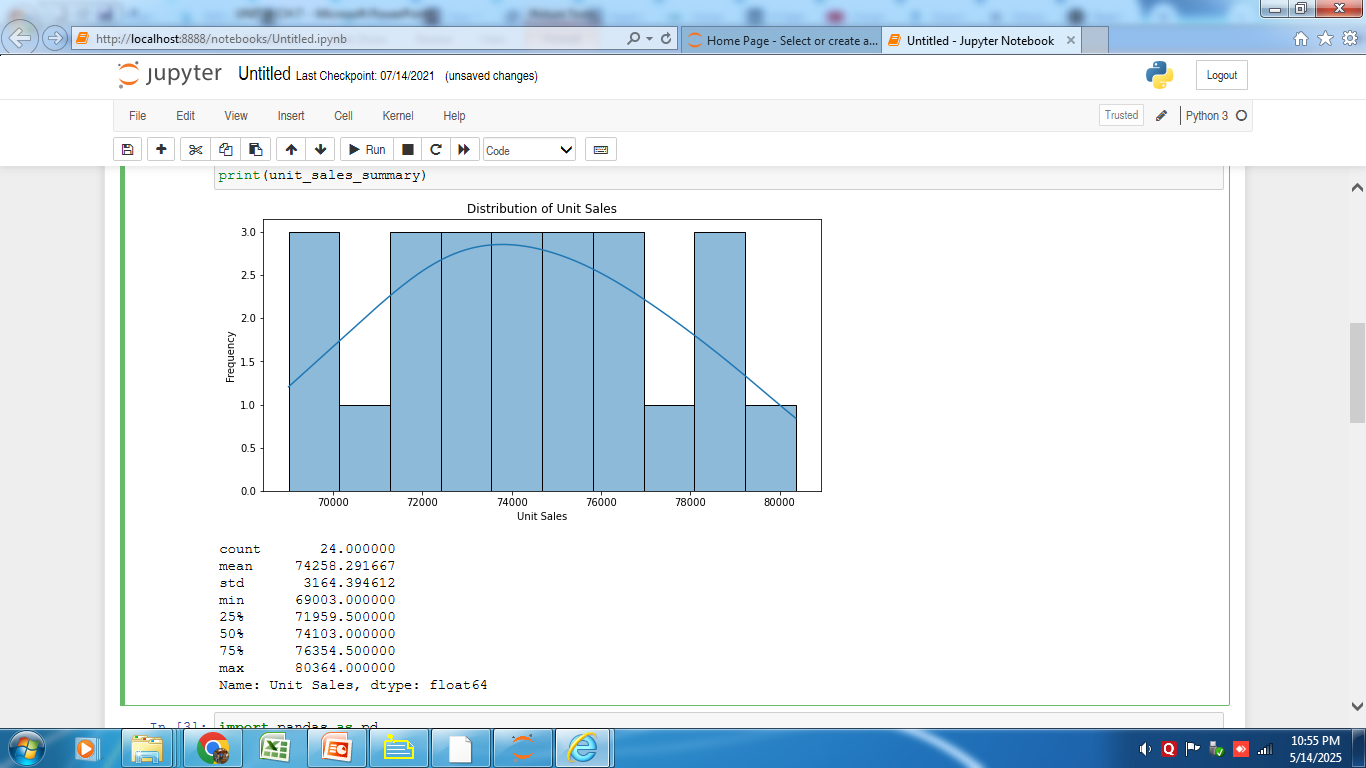 http://localhost:8888/notebooks/Untitled.ipynb
Home Page - Select or create a...
Untitled - Jupyter Notebook
jupyter Untitled Last Checkpoint: 07/14/2021 (unsaved changes)
Logout
File Edit View Insert Cell Kernel Help
Trusted
Python 3
Run
Code
print(unit_sales_summary)
Distribution of Unit Sales
3.0
2.5
2.0
1.5
1.0
0.5
0.0
Frequency
70000 72000 74000 76000 78000 80000
Unit Sales
count 24.000000
mean 74258.291667
std 3164.394612
min 69003.000000
25% 71959.500000
50% 74103.000000
75% 76354.500000
max 80364.000000
Name: Unit Sales, dtype: float64
In [3]: import pandas as pd
10:55 PM
5/14/2025